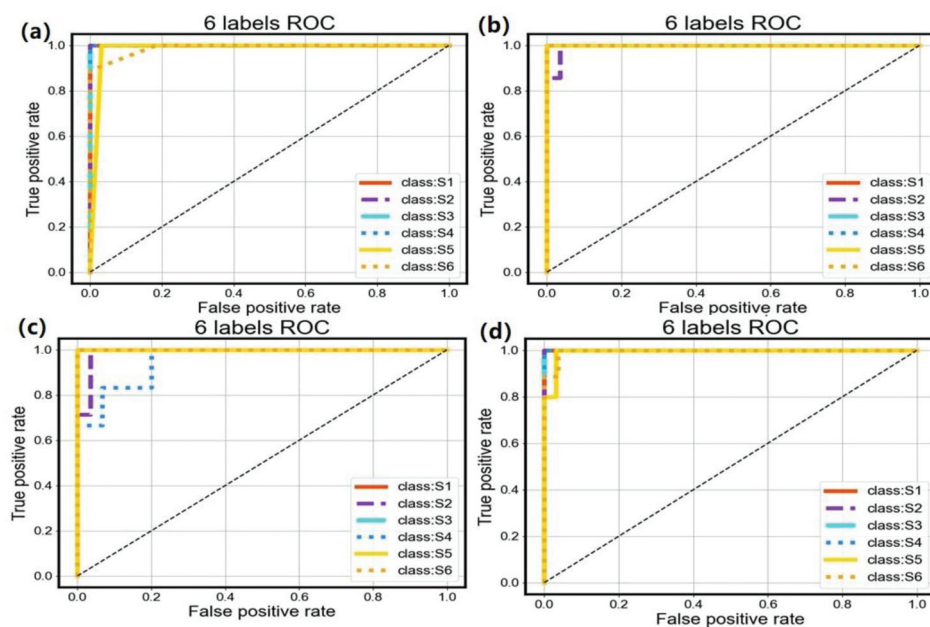 (a)
6 labels ROC
True positive rate
1.0
0.8
0.6
0.4
0.2
0.0
class:S1
class:S2
class:S3
class:S4
class:S5
class:S6
0.0 0.2 0.4 0.6 0.8 1.0
False positive rate
(b)
6 labels ROC
True positive rate
1.0
0.8
0.6
0.4
0.2
0.0
class:S1
class:S2
class:S3
class:S4
class:S5
class:S6
0.0 0.2 0.4 0.6 0.8 1.0
False positive rate
(c)
6 labels ROC
True positive rate
1.0
0.8
0.6
0.4
0.2
0.0
class:S1
class:S2
class:S3
class:S4
class:S5
class:S6
0.0 0.2 0.4 0.6 0.8 1.0
False positive rate
(d)
6 labels ROC
True positive rate
1.0
0.8
0.6
0.4
0.2
0.0
class:S1
class:S2
class:S3
class:S4
class:S5
class:S6
0.0 0.2 0.4 0.6 0.8 1.0
False positive rate